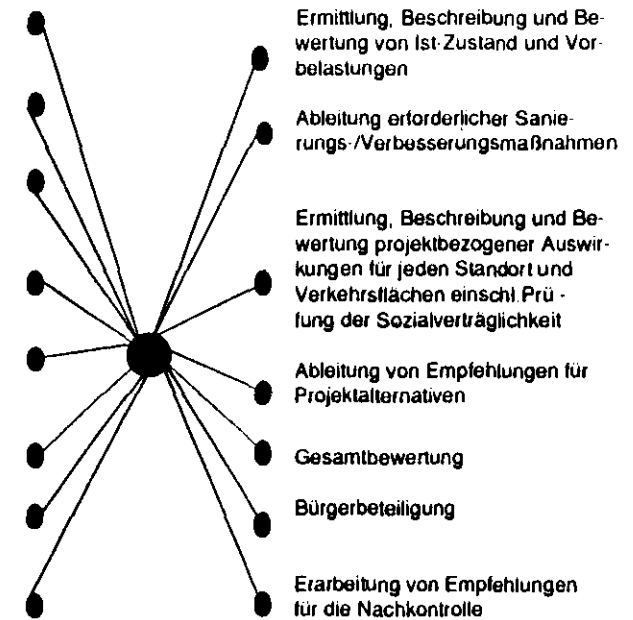 Ermittlung, Beschreibung und Be-
wertung von Ist-Zustand und Vor-
belastungen
Ableitung erforderlicher Sanie-
rungs-/Verbesserungsmaßnahmen
Ermittlung, Beschreibung und Be-
wertung projektbezogener Auswir-
kungen für jeden Standort und
Verkehrsflächen einschl. Prü -
fung der Sozialverträglichkeit
Ableitung von Empfehlungen für
Projektalternativen
Gesamtbewertung
Bürgerbeteiligung
Erarbeitung von Empfehlungen
für die Nachkontrolle